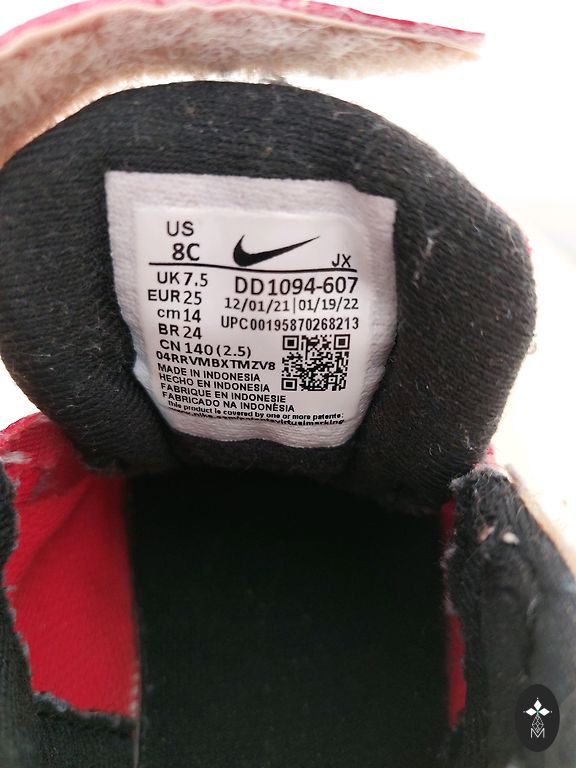 US
8C
JX
UK 7.5
EUR 25
cm 14
BR 24
CN 140 (2.5)
DD1094-607
12/01/21 | 01/19/22
UPC00195870268213
04RRVMBXTMZV8
MADE IN INDONESIA
HECHO EN INDONESIA
FABRIQUE EN INDONESIE
FABRICADO NA INDONÉSIA
this product is covered by one or more patents: